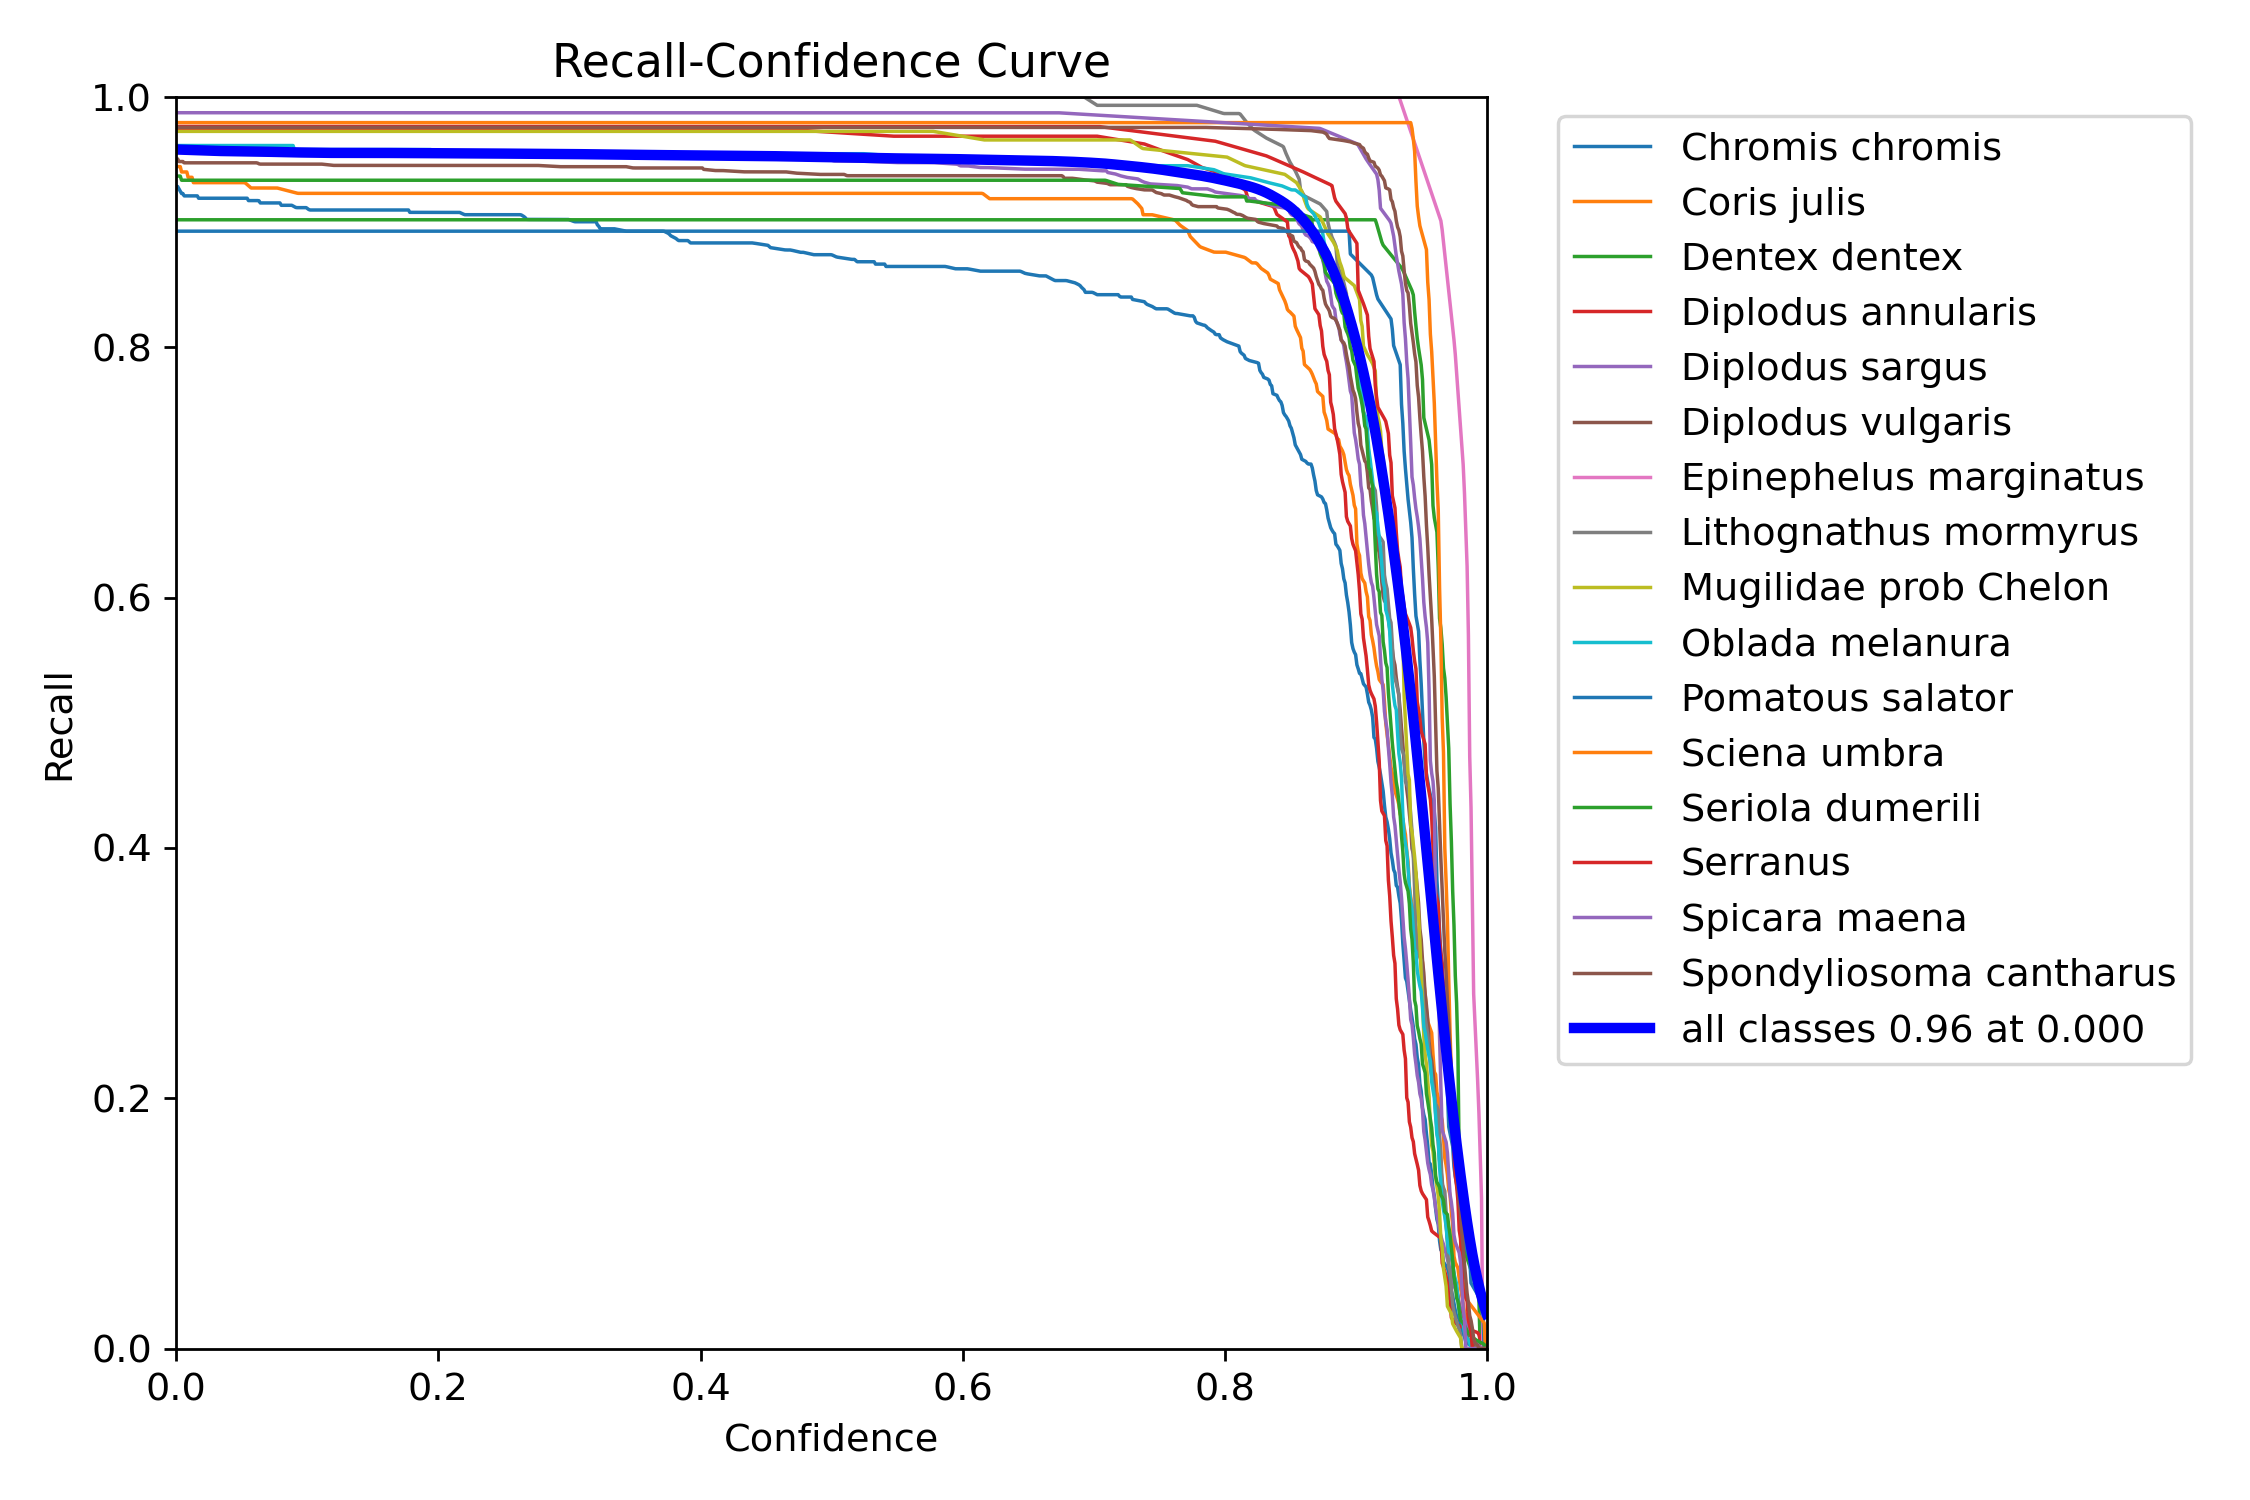 Recall-Confidence Curve
1.0
0.8
0.6
0.4
0.2
0.0
Recall
0.0 0.2 0.4 0.6 0.8 1.0
Confidence
Chromis chromis
Coris julis
Dentex dentex
Diplodus annularis
Diplodus sargus
Diplodus vulgaris
Epinephelus marginatus
Lithognathus mormyrus
Mugilidae prob Chelon
Oblada melanura
Pomatous salator
Sciena umbra
Seriola dumerili
Serranus
Spicara maena
Spondyliosoma cantharus
all classes 0.96 at 0.000